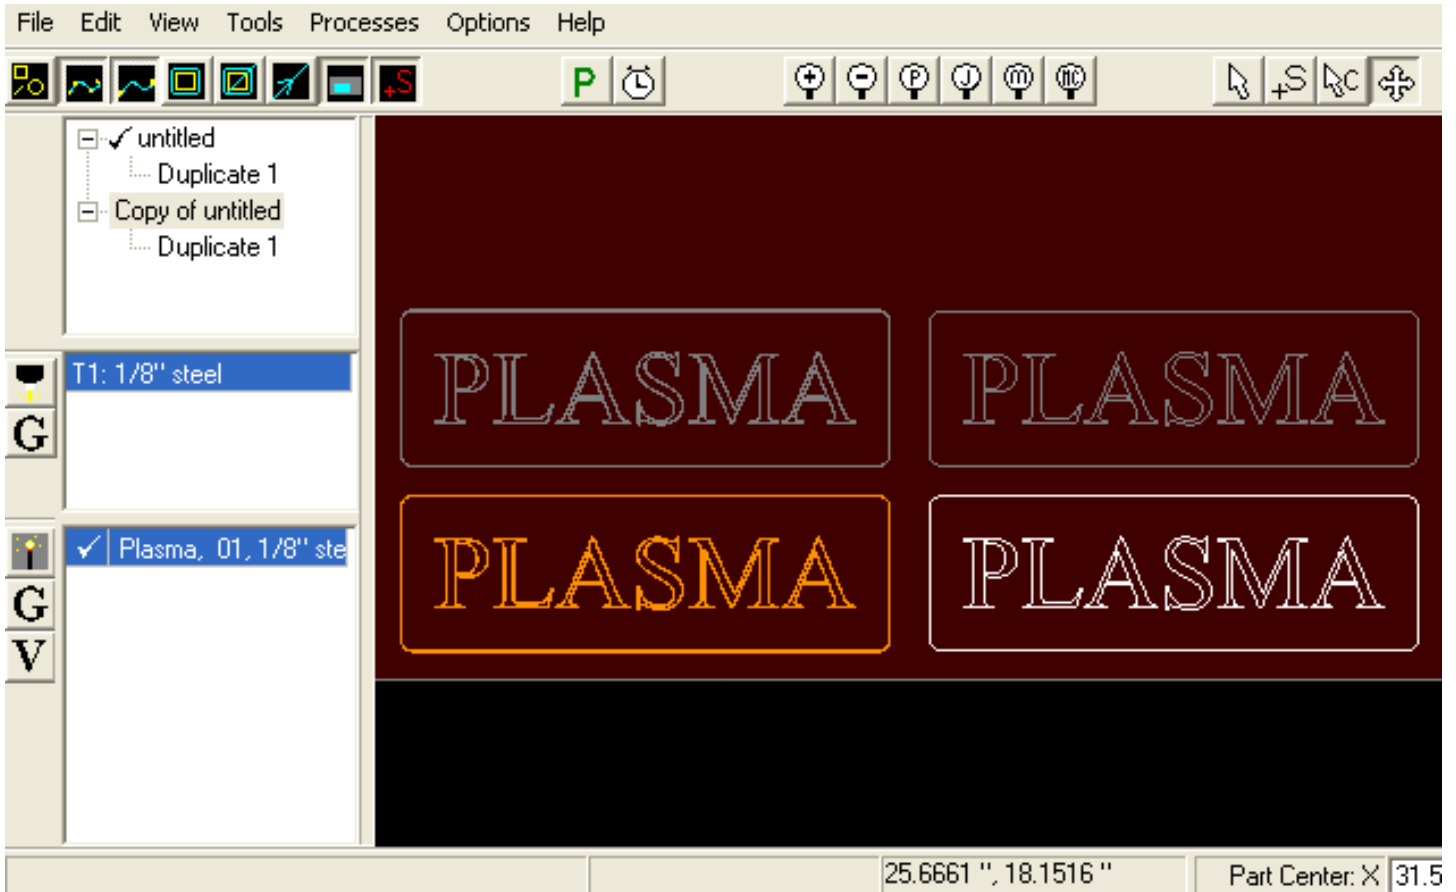 File Edit View Tools Processes Options Help
+S P + - P J m MC +S C
untitled
Duplicate 1
Copy of untitled
Duplicate 1
T1: 1/8" steel
G
Plasma, 01, 1/8" ste
G
V
PLASMA PLASMA
PLASMA PLASMA
25.6661 ", 18.1516 " Part Center: X 31.5